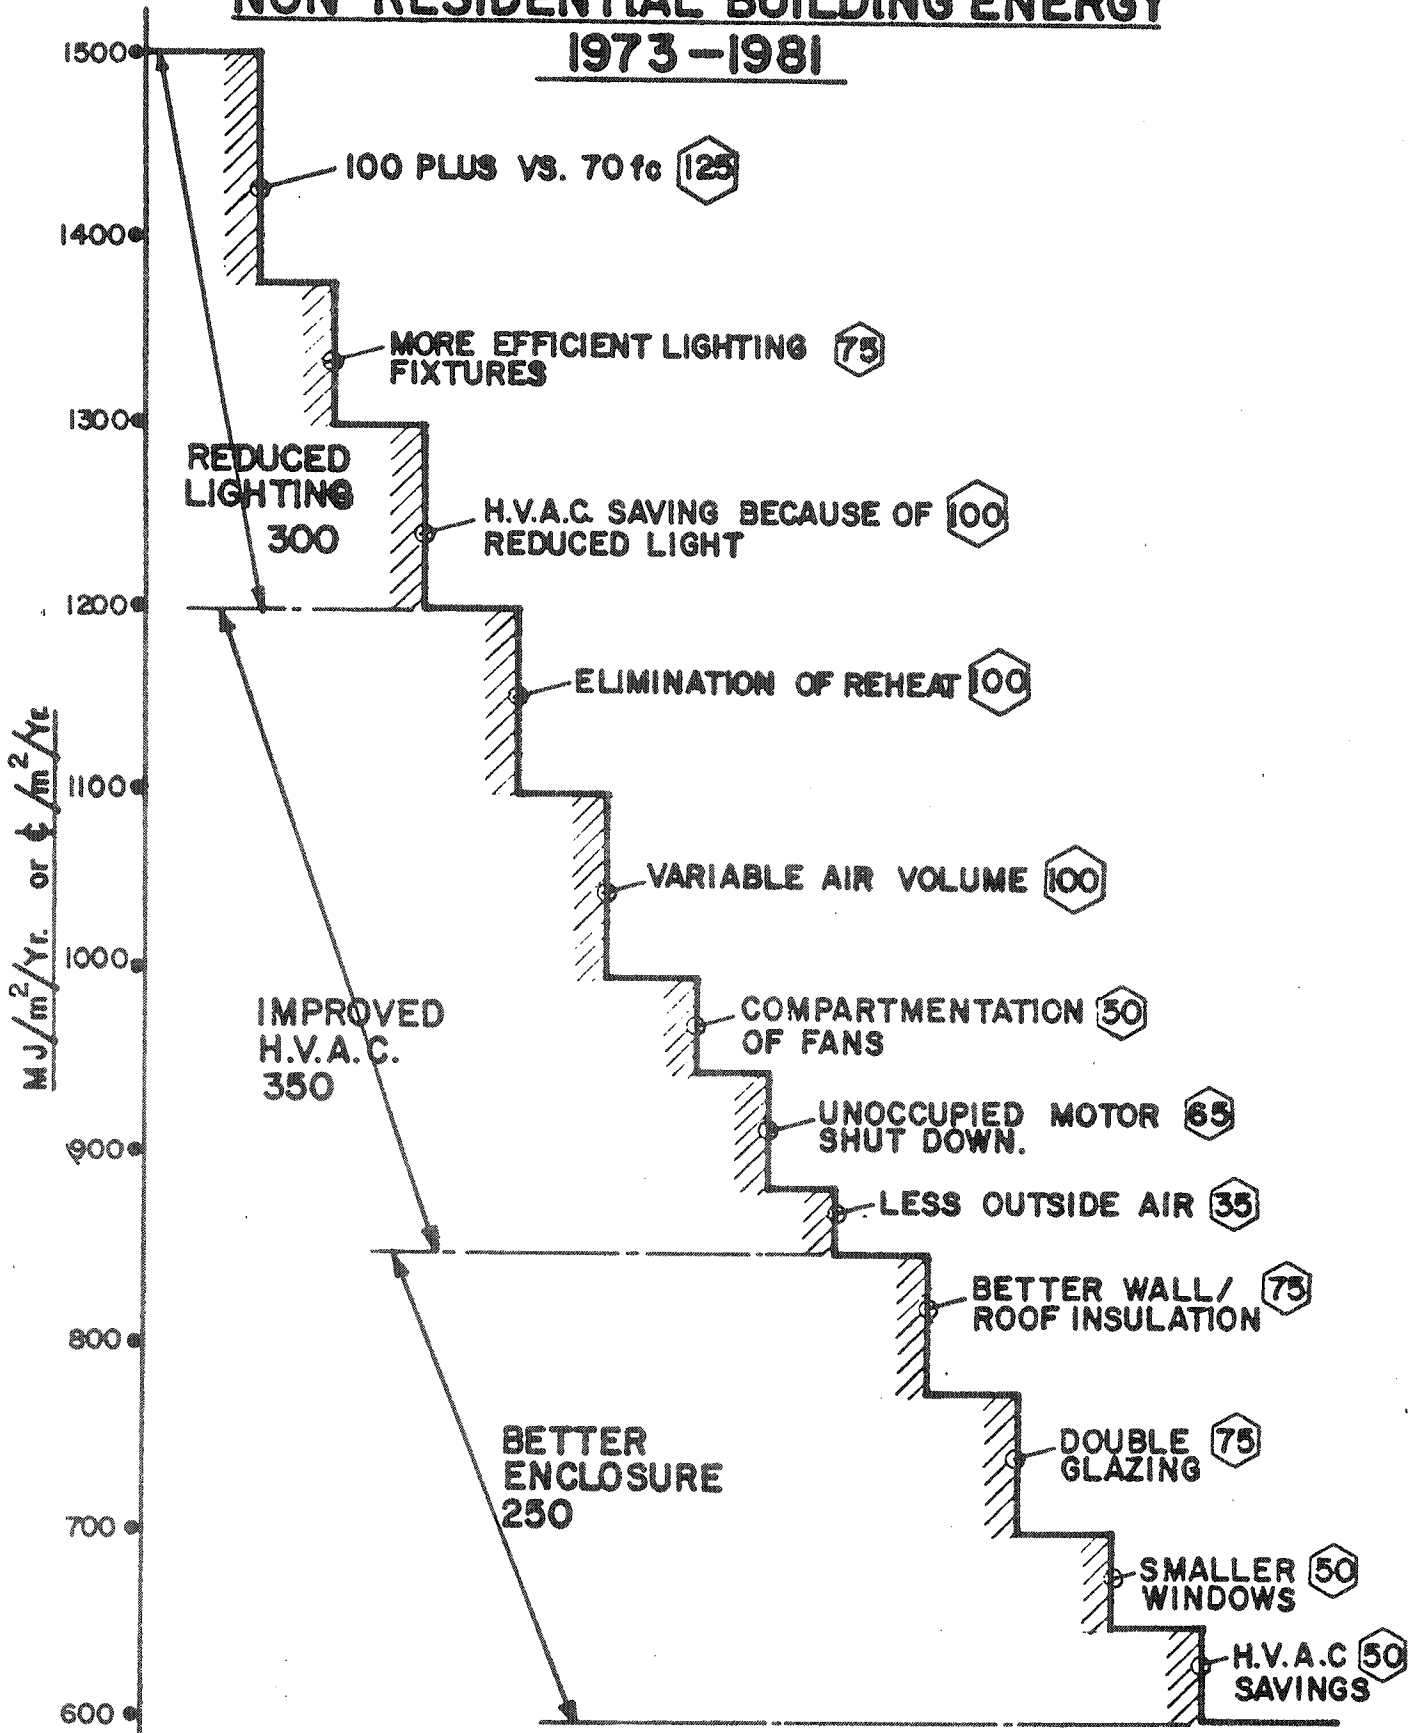 NON-RESIDENTIAL BUILDING ENERGY
1973-1981
1500
100 PLUS VS. 70 fc 125
1400
MORE EFFICIENT LIGHTING 75
FIXTURES
1300
REDUCED
LIGHTING
300
H.V.A.C. SAVING BECAUSE OF 100
REDUCED LIGHT
1200
ELIMINATION OF REHEAT 100
MJ/m²/Yr. or ¢/m²/Yr.
1100
VARIABLE AIR VOLUME 100
1000
IMPROVED
H.V.A.C.
350
COMPARTMENTATION 50
OF FANS
UNOCCUPIED MOTOR 65
SHUT DOWN.
900
LESS OUTSIDE AIR 35
BETTER WALL/ 75
ROOF INSULATION
800
BETTER
ENCLOSURE
250
DOUBLE 75
GLAZING
700
SMALLER 50
WINDOWS
H.V.A.C 50
SAVINGS
600